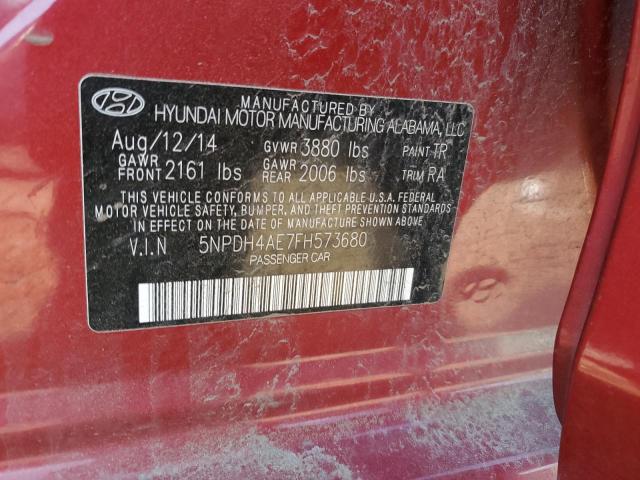 MANUFACTURED BY
HYUNDAI MOTOR MANUFACTURING ALABAMA, LLC
Aug/12/14 GVWR 3880 lbs PAINT TR
GAWR FRONT 2161 lbs GAWR REAR 2006 lbs TRIM RA
THIS VEHICLE CONFORMS TO ALL APPLICABLE U.S.A. FEDERAL
MOTOR VEHICLE SAFETY, BUMPER, AND THEFT PREVENTION
STANDARDS IN EFFECT ON THE DATE OF MANUFACTURE SHOWN ABOVE
V.I.N 5NPDH4AE7FH573680
PASSENGER CAR